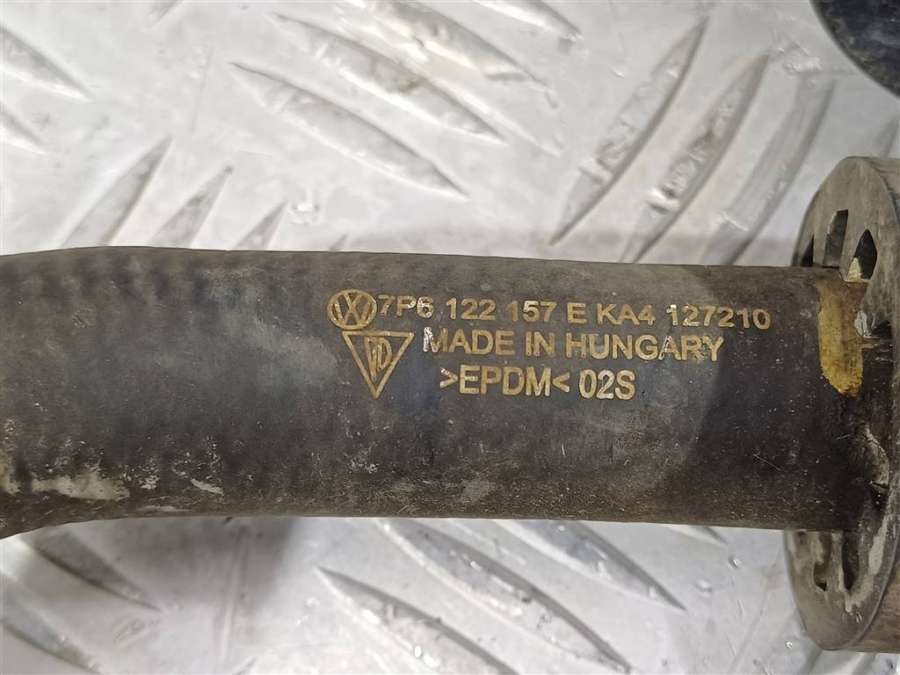 7P6 122 157 E KA4 127210
MADE IN HUNGARY
>EPDM< 02S